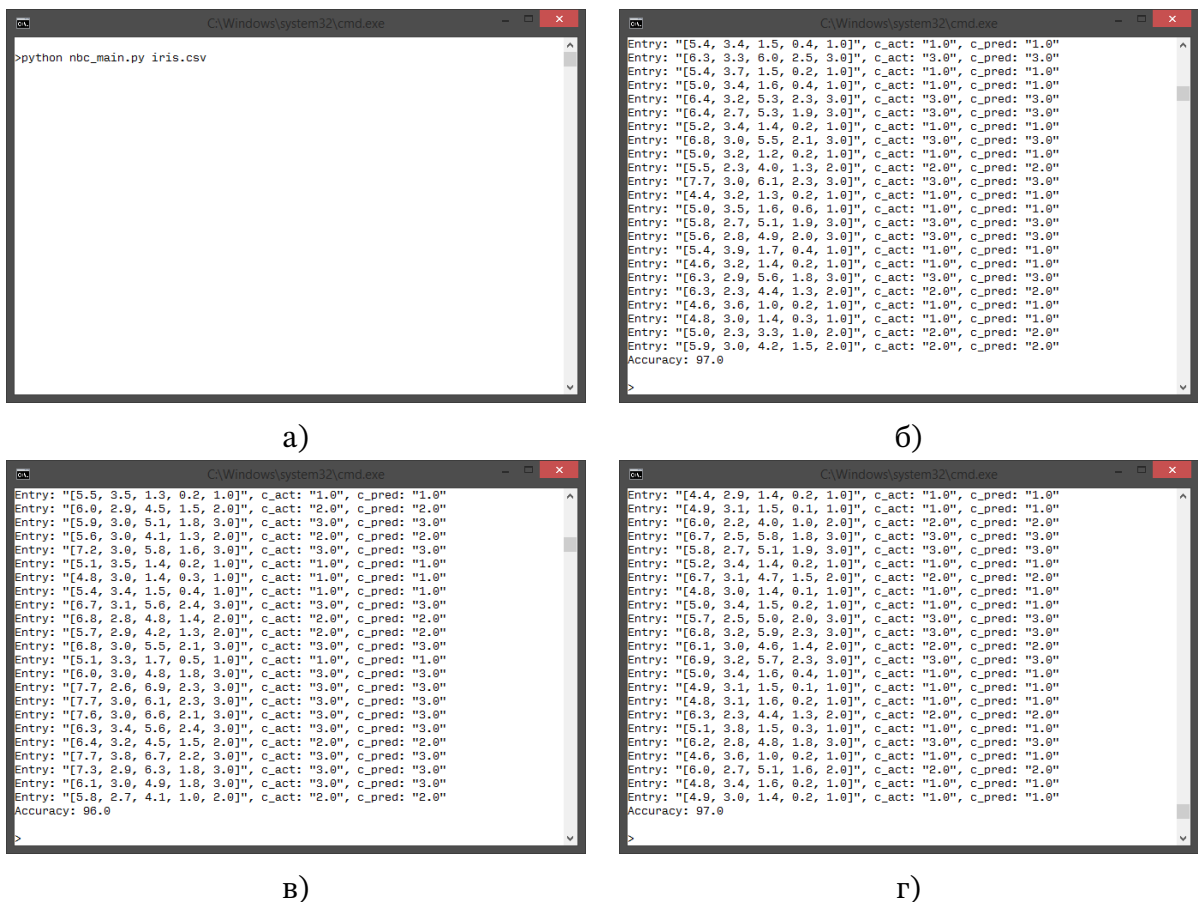 C:\Windows\system32\cmd.exe
>python nbc_main.py iris.csv
а)
C:\Windows\system32\cmd.exe
Entry: "[5.4, 3.4, 1.5, 0.4, 1.0]", c_act: "1.0", c_pred: "1.0"
Entry: "[6.3, 3.3, 6.0, 2.5, 3.0]", c_act: "3.0", c_pred: "3.0"
Entry: "[5.4, 3.7, 1.5, 0.2, 1.0]", c_act: "1.0", c_pred: "1.0"
Entry: "[5.0, 3.4, 1.6, 0.4, 1.0]", c_act: "1.0", c_pred: "1.0"
Entry: "[6.4, 3.2, 5.3, 2.3, 3.0]", c_act: "3.0", c_pred: "3.0"
Entry: "[6.4, 2.7, 5.3, 1.9, 3.0]", c_act: "3.0", c_pred: "3.0"
Entry: "[5.2, 3.4, 1.4, 0.2, 1.0]", c_act: "1.0", c_pred: "1.0"
Entry: "[6.8, 3.0, 5.5, 2.1, 3.0]", c_act: "3.0", c_pred: "3.0"
Entry: "[5.0, 3.2, 1.2, 0.2, 1.0]", c_act: "1.0", c_pred: "1.0"
Entry: "[5.5, 2.3, 4.0, 1.3, 2.0]", c_act: "2.0", c_pred: "2.0"
Entry: "[7.7, 3.0, 6.1, 2.3, 3.0]", c_act: "3.0", c_pred: "3.0"
Entry: "[4.4, 3.2, 1.3, 0.2, 1.0]", c_act: "1.0", c_pred: "1.0"
Entry: "[5.0, 3.5, 1.6, 0.6, 1.0]", c_act: "1.0", c_pred: "1.0"
Entry: "[5.8, 2.7, 5.1, 1.9, 3.0]", c_act: "3.0", c_pred: "3.0"
Entry: "[5.6, 2.8, 4.9, 2.0, 3.0]", c_act: "3.0", c_pred: "3.0"
Entry: "[5.4, 3.9, 1.7, 0.4, 1.0]", c_act: "1.0", c_pred: "1.0"
Entry: "[4.6, 3.2, 1.4, 0.2, 1.0]", c_act: "1.0", c_pred: "1.0"
Entry: "[6.3, 2.9, 5.6, 1.8, 3.0]", c_act: "3.0", c_pred: "3.0"
Entry: "[6.3, 2.3, 4.4, 1.3, 2.0]", c_act: "2.0", c_pred: "2.0"
Entry: "[4.6, 3.6, 1.0, 0.2, 1.0]", c_act: "1.0", c_pred: "1.0"
Entry: "[4.8, 3.0, 1.4, 0.3, 1.0]", c_act: "1.0", c_pred: "1.0"
Entry: "[5.0, 2.3, 3.3, 1.0, 2.0]", c_act: "2.0", c_pred: "2.0"
Entry: "[5.9, 3.0, 4.2, 1.5, 2.0]", c_act: "2.0", c_pred: "2.0"
Accuracy: 97.0
>
б)
C:\Windows\system32\cmd.exe
Entry: "[5.5, 3.5, 1.3, 0.2, 1.0]", c_act: "1.0", c_pred: "1.0"
Entry: "[6.0, 2.9, 4.5, 1.5, 2.0]", c_act: "2.0", c_pred: "2.0"
Entry: "[5.9, 3.0, 5.1, 1.8, 3.0]", c_act: "3.0", c_pred: "3.0"
Entry: "[5.6, 3.0, 4.1, 1.3, 2.0]", c_act: "2.0", c_pred: "2.0"
Entry: "[7.2, 3.0, 5.8, 1.6, 3.0]", c_act: "3.0", c_pred: "3.0"
Entry: "[5.1, 3.5, 1.4, 0.2, 1.0]", c_act: "1.0", c_pred: "1.0"
Entry: "[4.8, 3.0, 1.4, 0.3, 1.0]", c_act: "1.0", c_pred: "1.0"
Entry: "[5.4, 3.4, 1.5, 0.4, 1.0]", c_act: "1.0", c_pred: "1.0"
Entry: "[6.7, 3.1, 5.6, 2.4, 3.0]", c_act: "3.0", c_pred: "3.0"
Entry: "[6.8, 2.8, 4.8, 1.4, 2.0]", c_act: "2.0", c_pred: "2.0"
Entry: "[5.7, 2.9, 4.2, 1.3, 2.0]", c_act: "2.0", c_pred: "2.0"
Entry: "[6.8, 3.0, 5.5, 2.1, 3.0]", c_act: "3.0", c_pred: "3.0"
Entry: "[5.1, 3.3, 1.7, 0.5, 1.0]", c_act: "1.0", c_pred: "1.0"
Entry: "[6.0, 3.0, 4.8, 1.8, 3.0]", c_act: "3.0", c_pred: "3.0"
Entry: "[7.7, 2.6, 6.9, 2.3, 3.0]", c_act: "3.0", c_pred: "3.0"
Entry: "[7.7, 3.0, 6.1, 2.3, 3.0]", c_act: "3.0", c_pred: "3.0"
Entry: "[7.6, 3.0, 6.6, 2.1, 3.0]", c_act: "3.0", c_pred: "3.0"
Entry: "[6.3, 3.4, 5.6, 2.4, 3.0]", c_act: "3.0", c_pred: "3.0"
Entry: "[6.4, 3.2, 4.5, 1.5, 2.0]", c_act: "2.0", c_pred: "2.0"
Entry: "[7.7, 3.8, 6.7, 2.2, 3.0]", c_act: "3.0", c_pred: "3.0"
Entry: "[7.3, 2.9, 6.3, 1.8, 3.0]", c_act: "3.0", c_pred: "3.0"
Entry: "[6.1, 3.0, 4.9, 1.8, 3.0]", c_act: "3.0", c_pred: "3.0"
Entry: "[5.8, 2.7, 4.1, 1.0, 2.0]", c_act: "2.0", c_pred: "2.0"
Accuracy: 96.0
>
в)
C:\Windows\system32\cmd.exe
Entry: "[4.4, 2.9, 1.4, 0.2, 1.0]", c_act: "1.0", c_pred: "1.0"
Entry: "[4.9, 3.1, 1.5, 0.1, 1.0]", c_act: "1.0", c_pred: "1.0"
Entry: "[6.0, 2.2, 4.0, 1.0, 2.0]", c_act: "2.0", c_pred: "2.0"
Entry: "[6.7, 2.5, 5.8, 1.8, 3.0]", c_act: "3.0", c_pred: "3.0"
Entry: "[5.8, 2.7, 5.1, 1.9, 3.0]", c_act: "3.0", c_pred: "3.0"
Entry: "[5.2, 3.4, 1.4, 0.2, 1.0]", c_act: "1.0", c_pred: "1.0"
Entry: "[6.7, 3.1, 4.7, 1.5, 2.0]", c_act: "2.0", c_pred: "2.0"
Entry: "[4.8, 3.0, 1.4, 0.1, 1.0]", c_act: "1.0", c_pred: "1.0"
Entry: "[5.0, 3.4, 1.5, 0.2, 1.0]", c_act: "1.0", c_pred: "1.0"
Entry: "[5.7, 2.5, 5.0, 2.0, 3.0]", c_act: "3.0", c_pred: "3.0"
Entry: "[6.8, 3.2, 5.9, 2.3, 3.0]", c_act: "3.0", c_pred: "3.0"
Entry: "[6.1, 3.0, 4.6, 1.4, 2.0]", c_act: "2.0", c_pred: "2.0"
Entry: "[6.9, 3.2, 5.7, 2.3, 3.0]", c_act: "3.0", c_pred: "3.0"
Entry: "[5.0, 3.4, 1.6, 0.4, 1.0]", c_act: "1.0", c_pred: "1.0"
Entry: "[4.9, 3.1, 1.5, 0.1, 1.0]", c_act: "1.0", c_pred: "1.0"
Entry: "[4.8, 3.1, 1.6, 0.2, 1.0]", c_act: "1.0", c_pred: "1.0"
Entry: "[6.3, 2.3, 4.4, 1.3, 2.0]", c_act: "2.0", c_pred: "2.0"
Entry: "[5.1, 3.8, 1.5, 0.3, 1.0]", c_act: "1.0", c_pred: "1.0"
Entry: "[6.2, 2.8, 4.8, 1.8, 3.0]", c_act: "3.0", c_pred: "3.0"
Entry: "[4.6, 3.6, 1.0, 0.2, 1.0]", c_act: "1.0", c_pred: "1.0"
Entry: "[6.0, 2.7, 5.1, 1.6, 2.0]", c_act: "2.0", c_pred: "2.0"
Entry: "[4.8, 3.4, 1.6, 0.2, 1.0]", c_act: "1.0", c_pred: "1.0"
Entry: "[4.9, 3.0, 1.4, 0.2, 1.0]", c_act: "1.0", c_pred: "1.0"
Accuracy: 97.0
>
г)